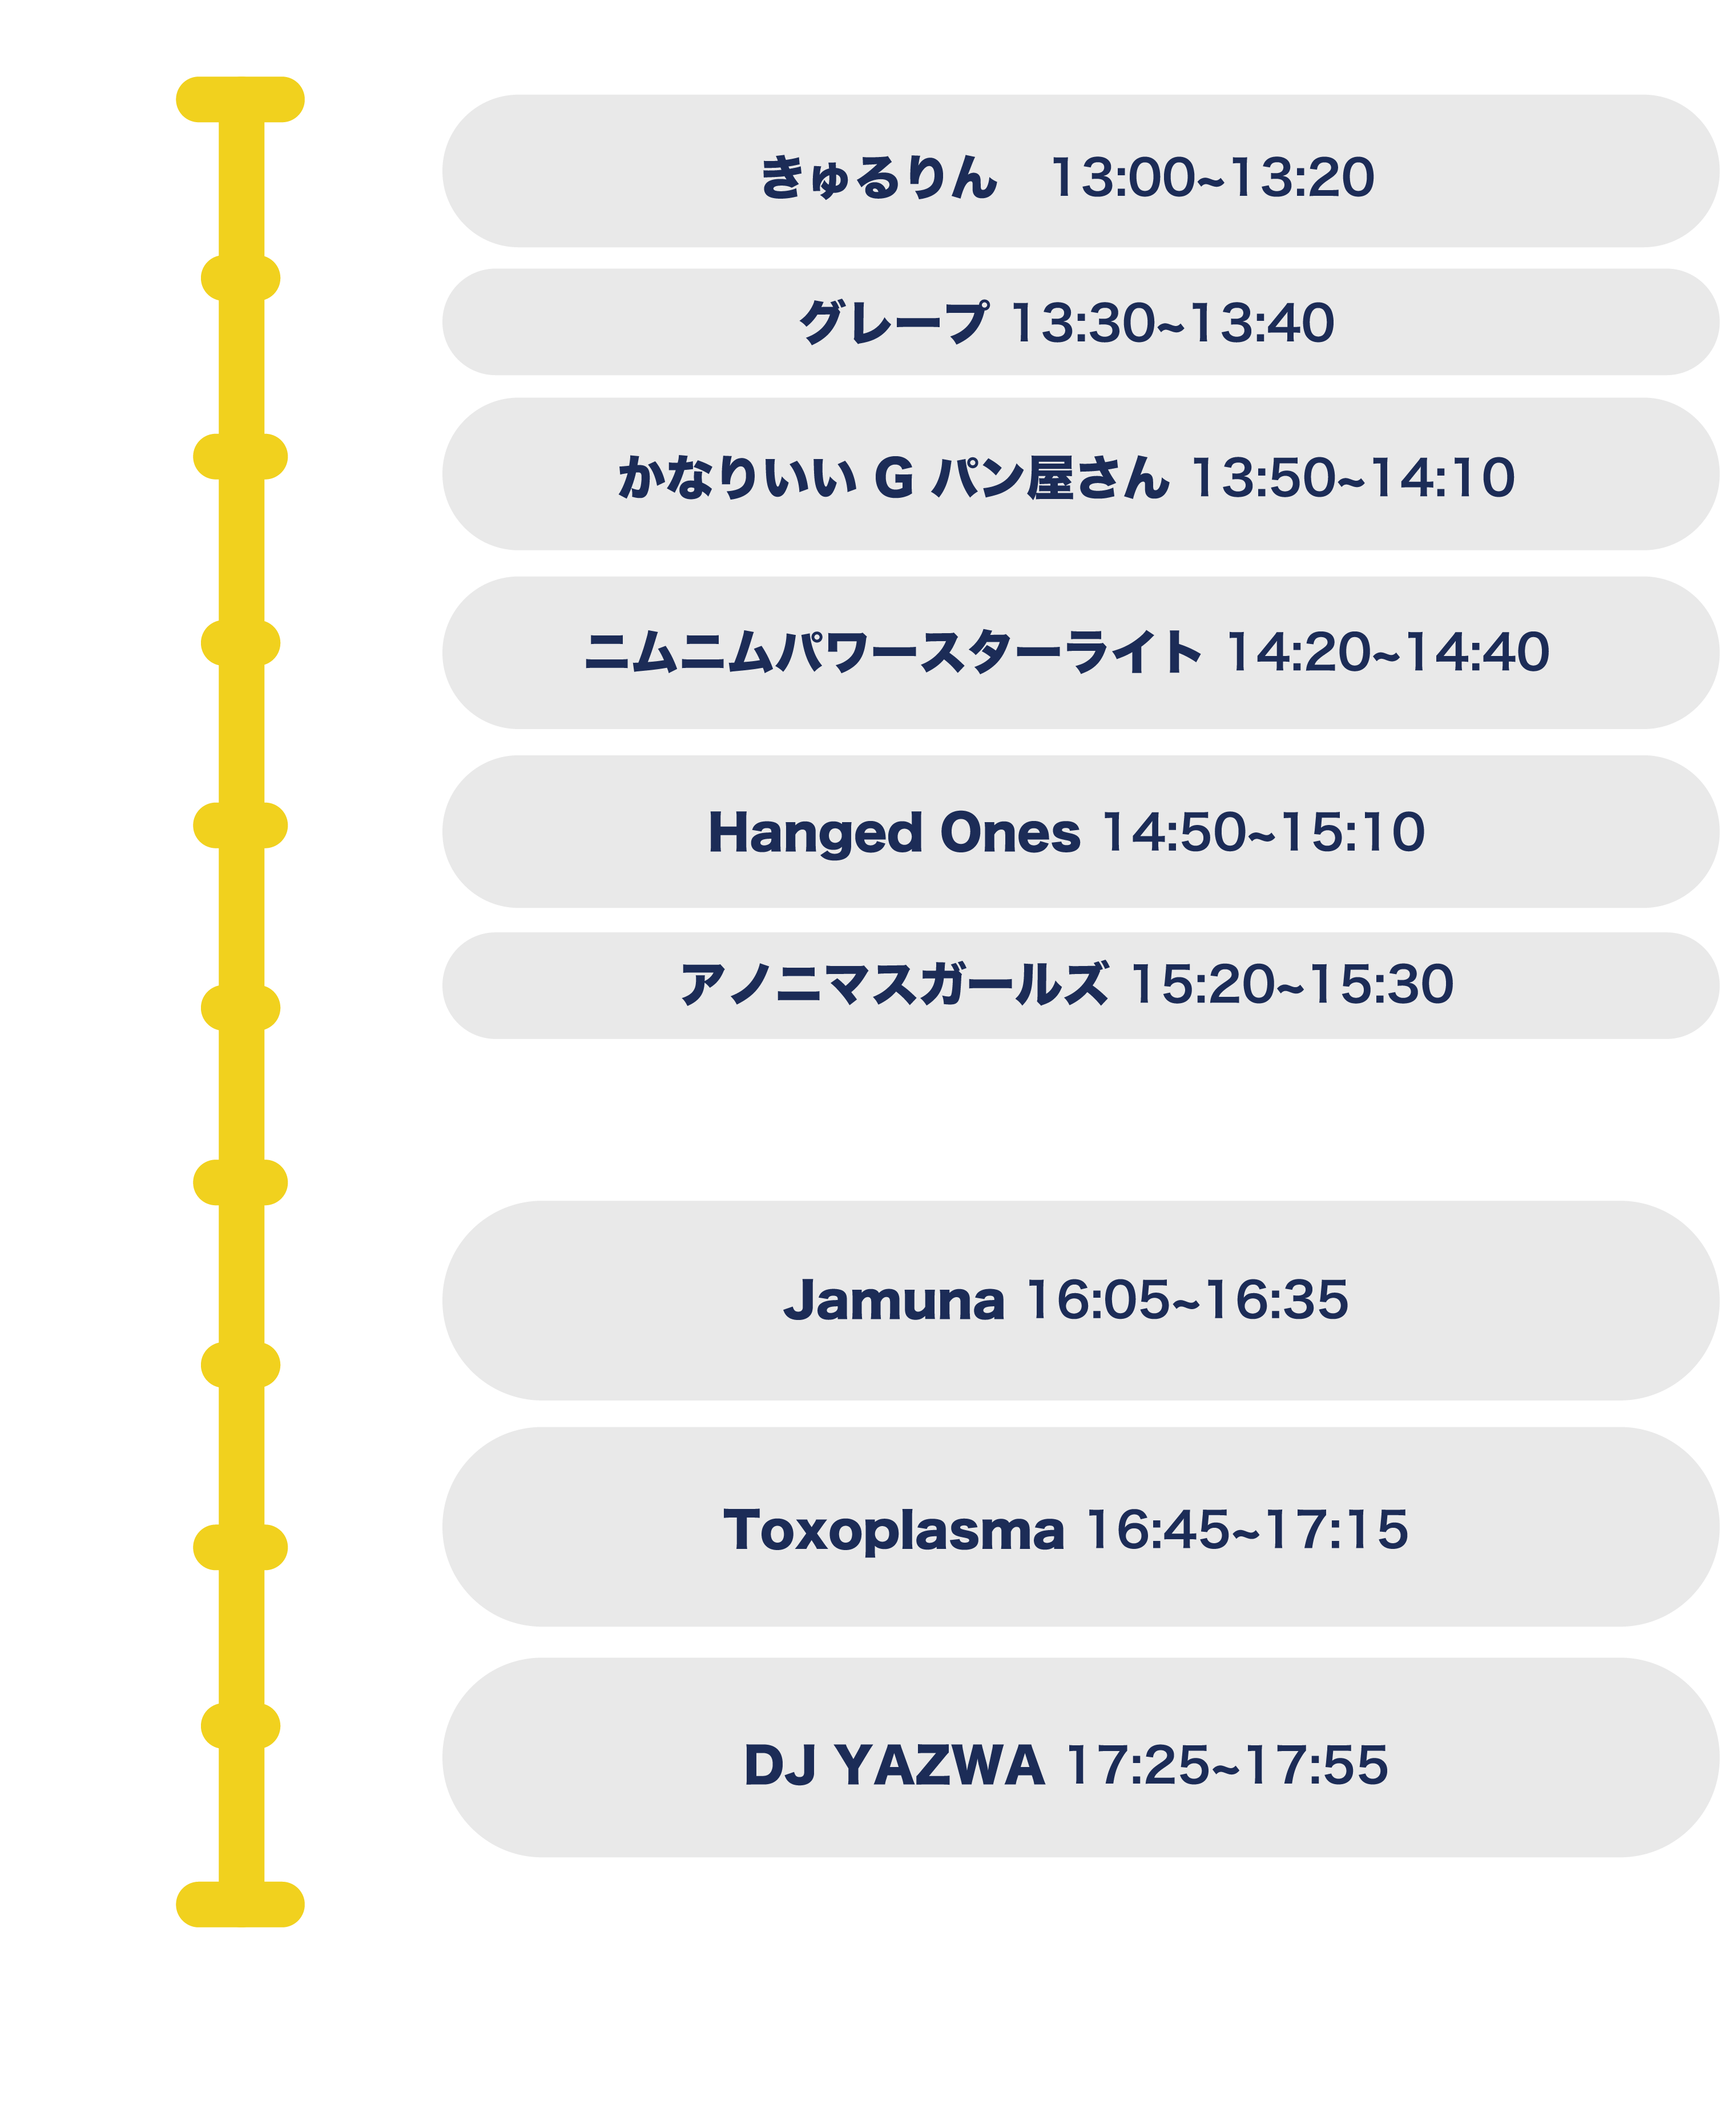 きゅるりん　13:00~13:20
グレープ 13:30~13:40
かなりいい G パン屋さん 13:50~14:10
ニムニムパワースターライト 14:20~14:40
Hanged Ones 14:50~15:10
アノニマスガールズ 15:20~15:30
Jamuna 16:05~16:35
Toxoplasma 16:45~17:15
DJ YAZWA 17:25~17:55